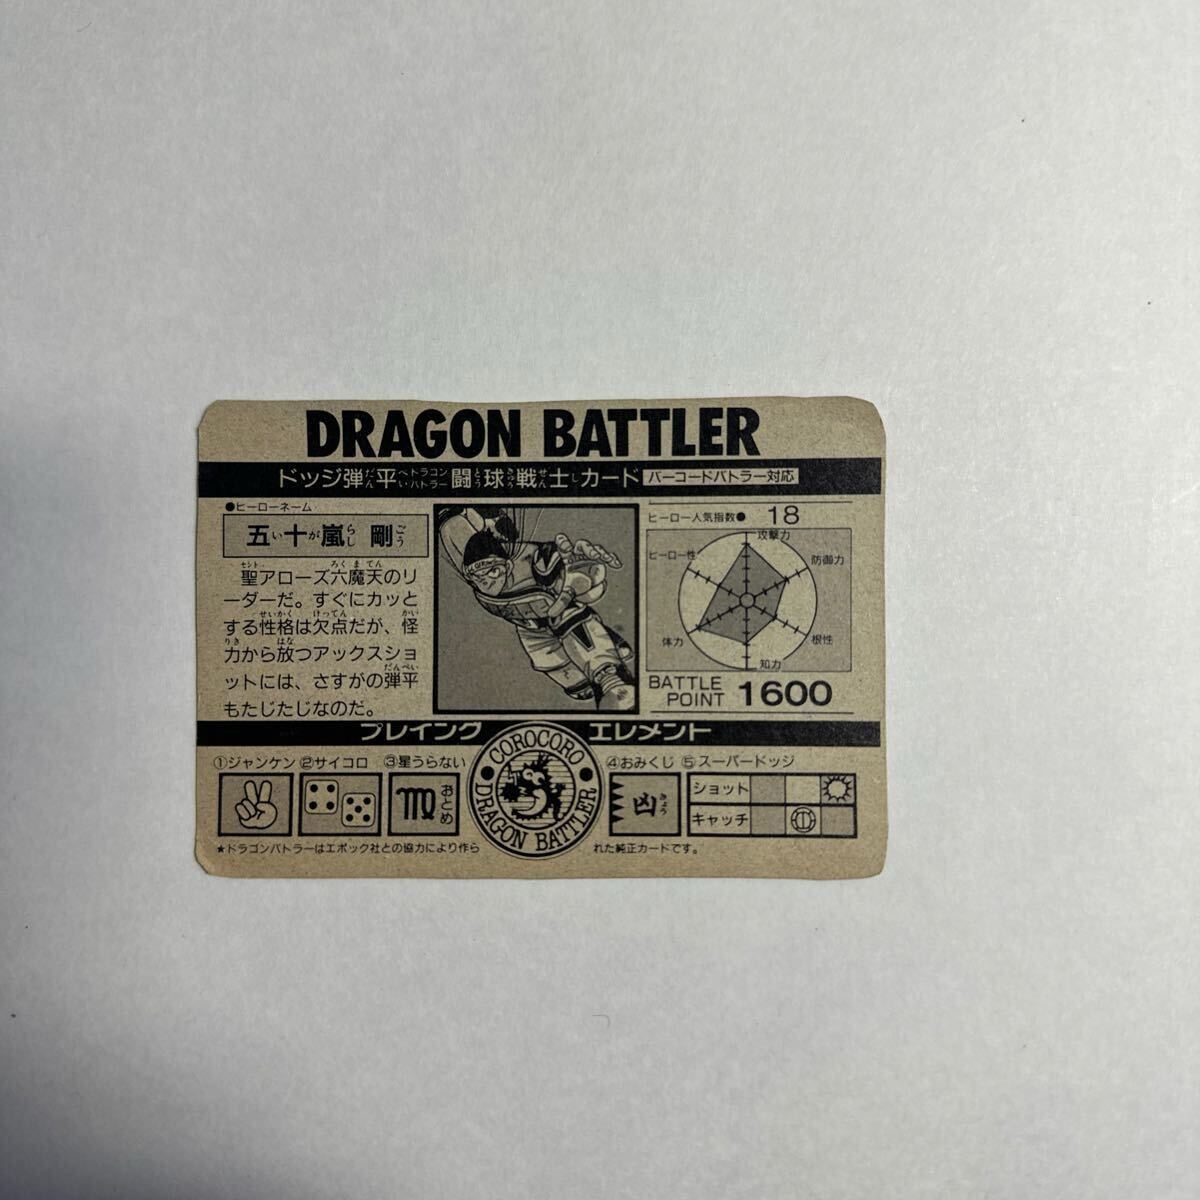 DRAGON BATTLER
ドッジ弾平ドラゴンバトラー闘球戦士カード バーコードバトラー対応
●ヒーローネーム
五十嵐 剛
聖アローズ六魔天のリ
ーダーだ。すぐにカッと
する性格は欠点だが、怪
力から放つアックスショ
ットには、さすがの弾平
もたじたじなのだ。
ヒーロー人気指数● 18
攻撃力
防御力
根性
知力
体力
ヒーロー性
BATTLE POINT 1600
プレイング エレメント
①ジャンケン ②サイコロ ③星うらない
おとめ
COROCORO DRAGON BATTLER
④おみくじ ⑤スーパードッジ
凶
ショット
キャッチ
★ドラゴンバトラーはエポック社との協力により作ら れた純正カードです。